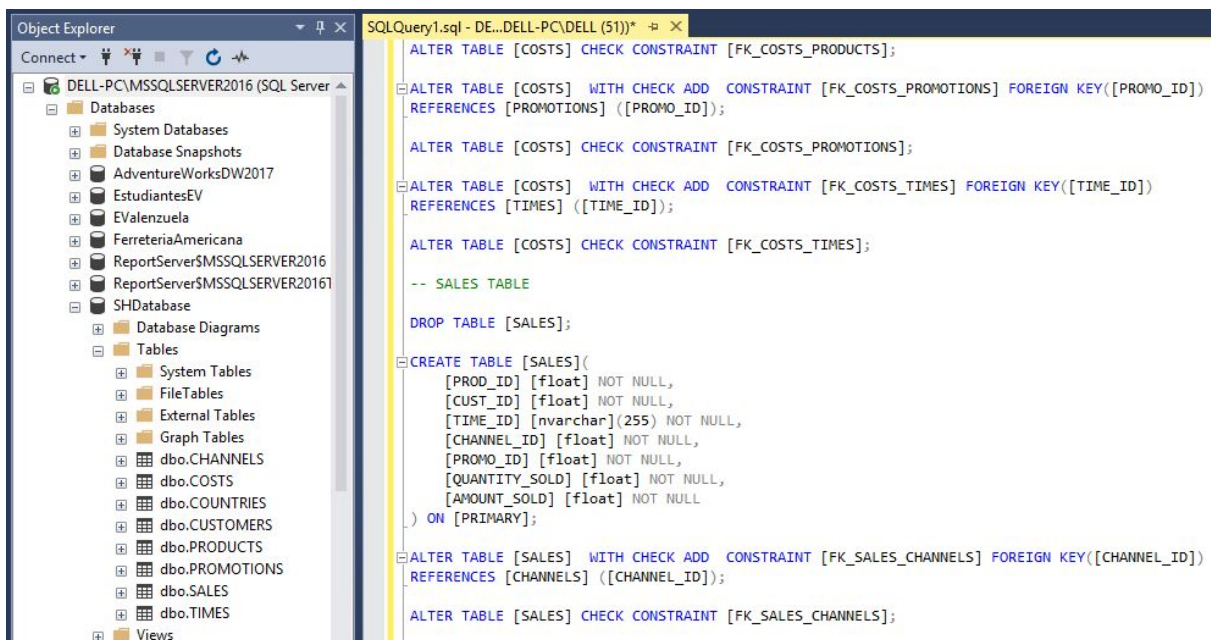 Object Explorer
Connect
DELL-PC\MSSQLSERVER2016 (SQL Server
Databases
System Databases
Database Snapshots
AdventureWorksDW2017
EstudiantesEV
EValenzuela
FerreteriaAmericana
ReportServer$MSSQLSERVER2016
ReportServer$MSSQLSERVER2016T
SHDatabase
Database Diagrams
Tables
System Tables
FileTables
External Tables
Graph Tables
dbo.CHANNELS
dbo.COSTS
dbo.COUNTRIES
dbo.CUSTOMERS
dbo.PRODUCTS
dbo.PROMOTIONS
dbo.SALES
dbo.TIMES
Views
SQLQuery1.sql - DE...DELL-PC\DELL (51))*
ALTER TABLE [COSTS] CHECK CONSTRAINT [FK_COSTS_PRODUCTS];
ALTER TABLE [COSTS]  WITH CHECK ADD  CONSTRAINT [FK_COSTS_PROMOTIONS] FOREIGN KEY([PROMO_ID])
REFERENCES [PROMOTIONS] ([PROMO_ID]);
ALTER TABLE [COSTS] CHECK CONSTRAINT [FK_COSTS_PROMOTIONS];
ALTER TABLE [COSTS]  WITH CHECK ADD  CONSTRAINT [FK_COSTS_TIMES] FOREIGN KEY([TIME_ID])
REFERENCES [TIMES] ([TIME_ID]);
ALTER TABLE [COSTS] CHECK CONSTRAINT [FK_COSTS_TIMES];
-- SALES TABLE
DROP TABLE [SALES];
CREATE TABLE [SALES](
[PROD_ID] [float] NOT NULL,
[CUST_ID] [float] NOT NULL,
[TIME_ID] [nvarchar](255) NOT NULL,
[CHANNEL_ID] [float] NOT NULL,
[PROMO_ID] [float] NOT NULL,
[QUANTITY_SOLD] [float] NOT NULL,
[AMOUNT_SOLD] [float] NOT NULL
) ON [PRIMARY];
ALTER TABLE [SALES]  WITH CHECK ADD  CONSTRAINT [FK_SALES_CHANNELS] FOREIGN KEY([CHANNEL_ID])
REFERENCES [CHANNELS] ([CHANNEL_ID]);
ALTER TABLE [SALES] CHECK CONSTRAINT [FK_SALES_CHANNELS];